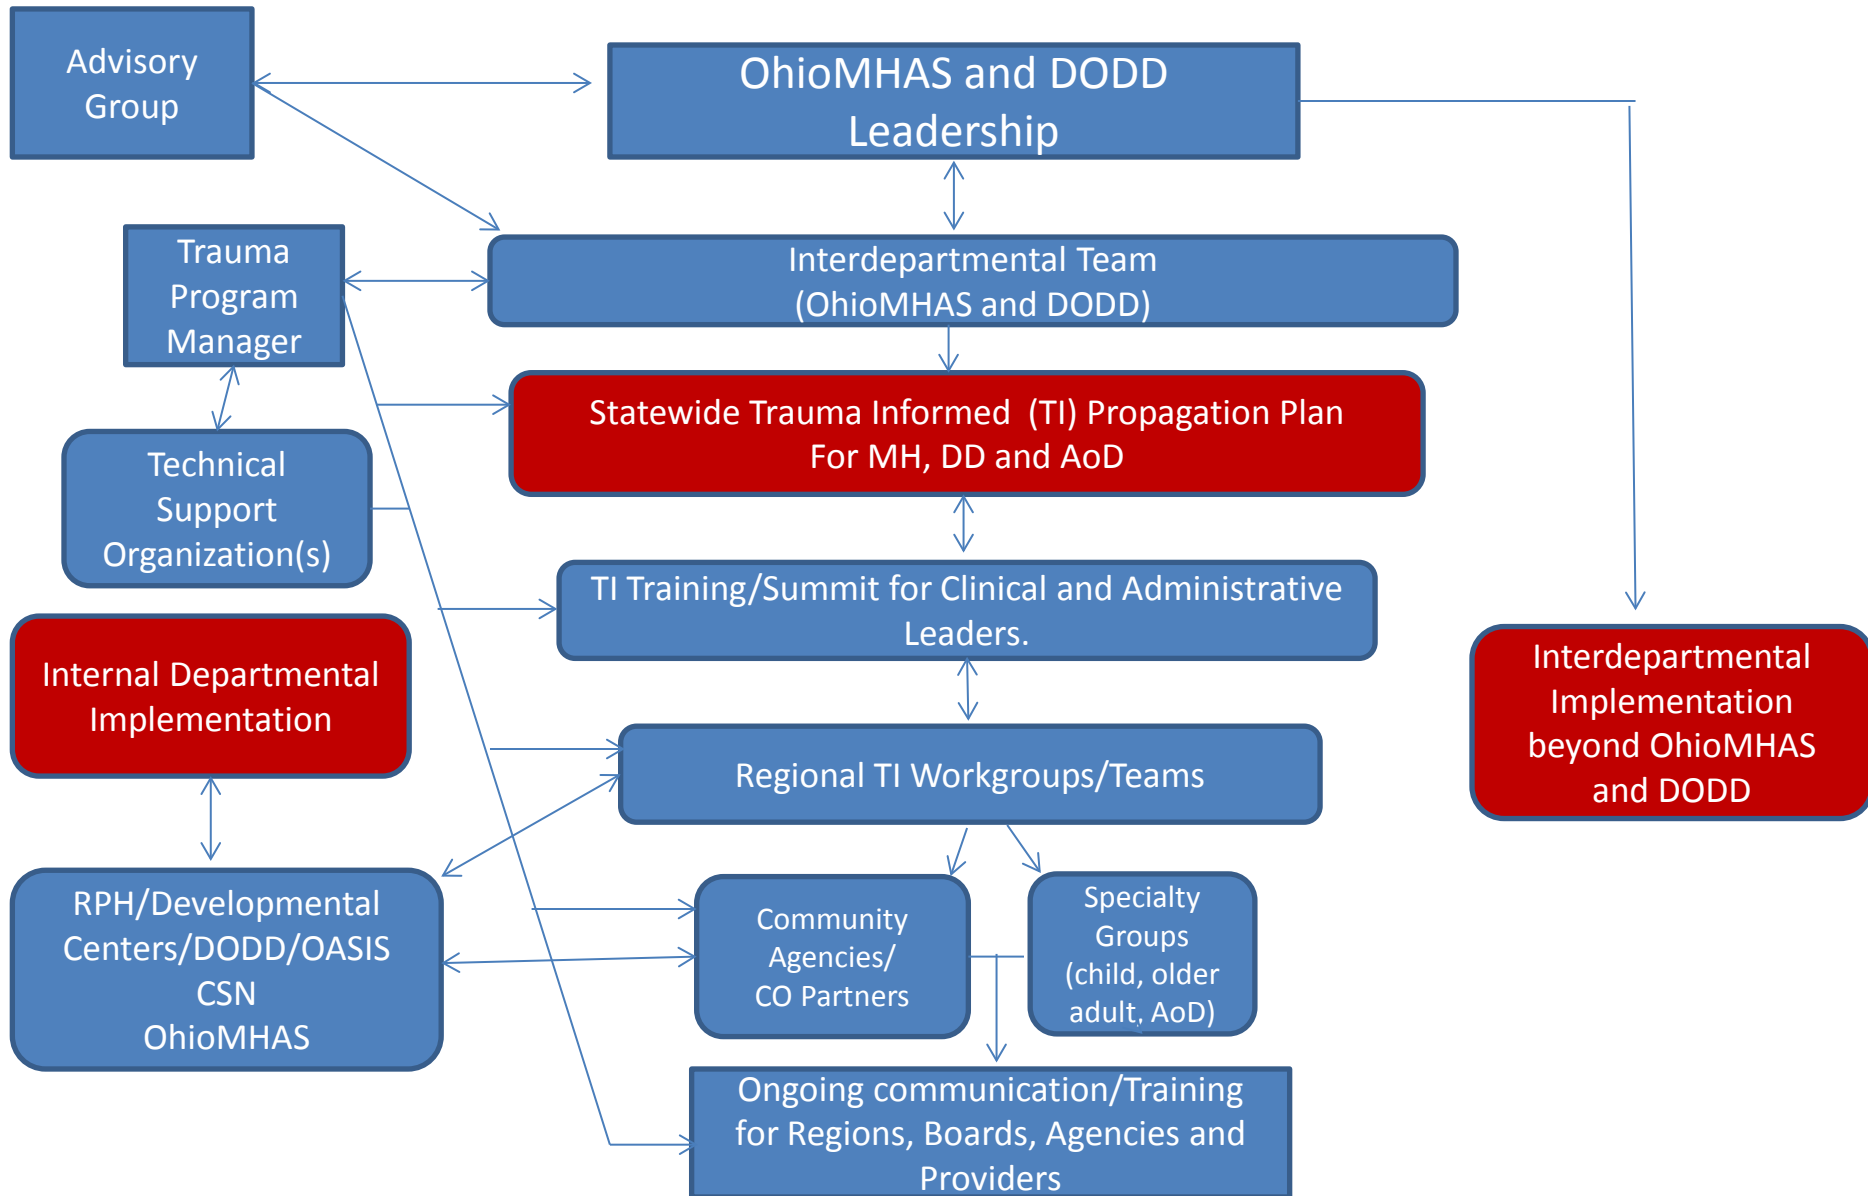 Advisory
Group
OhioMHAS and DODD
Leadership
Trauma
Program
Manager
Interdepartmental Team
(OhioMHAS and DODD)
Statewide Trauma Informed (TI) Propagation Plan
For MH, DD and AoD
Technical
Support
Organization(s)
TI Training/Summit for Clinical and Administrative
Leaders.
Internal Departmental
Implementation
Interdepartmental
Implementation
beyond OhioMHAS
and DODD
Regional TI Workgroups/Teams
RPH/Developmental
Centers/DODD/OASIS
CSN
OhioMHAS
Community
Agencies/
CO Partners
Specialty
Groups
(child, older
adult, AoD)
Ongoing communication/Training
for Regions, Boards, Agencies and
Providers